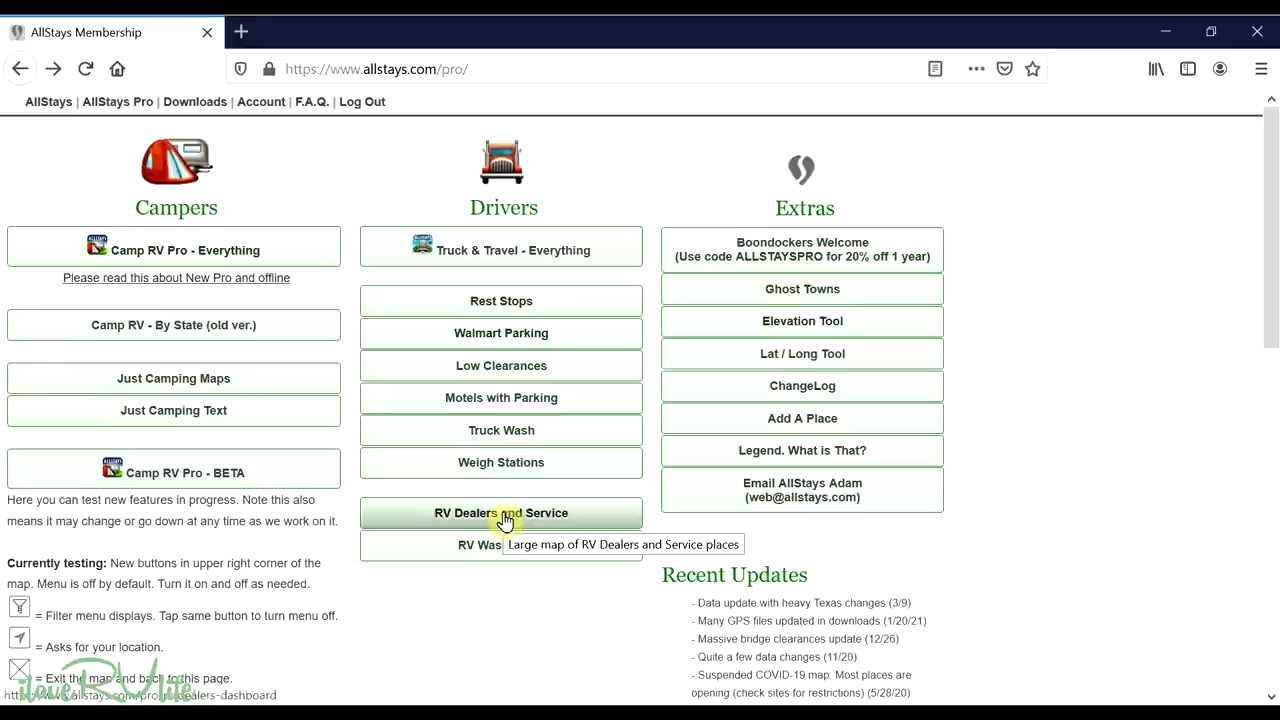 AllStays Membership
https://www.allstays.com/pro/
AllStays | AllStays Pro | Downloads | Account | F.A.Q. | Log Out
Campers
Camp RV Pro - Everything
Please read this about New Pro and offline
Camp RV - By State (old ver.)
Just Camping Maps
Just Camping Text
Camp RV Pro - BETA
Here you can test new features in progress. Note this also
means it may change or go down at any time as we work on it.
Currently testing: New buttons in upper right corner of the
map. Menu is off by default. Turn it on and off as needed.
= Filter menu displays. Tap same button to turn menu off.
= Asks for your location.
= Exit the map and back to this page.
Drivers
Truck & Travel - Everything
Rest Stops
Walmart Parking
Low Clearances
Motels with Parking
Truck Wash
Weigh Stations
RV Dealers and Service
RV Was
Large map of RV Dealers and Service places
Extras
Boondockers Welcome
(Use code ALLSTAYSPRO for 20% off 1 year)
Ghost Towns
Elevation Tool
Lat / Long Tool
ChangeLog
Add A Place
Legend. What is That?
Email AllStays Adam
(web@allstays.com)
Recent Updates
- Data update with heavy Texas changes (3/9)
- Many GPS files updated in downloads (1/20/21)
- Massive bridge clearances update (12/26)
- Quite a few data changes (11/20)
- Suspended COVID-19 map. Most places are
opening (check sites for restrictions) (5/28/20)
iloveRVlife